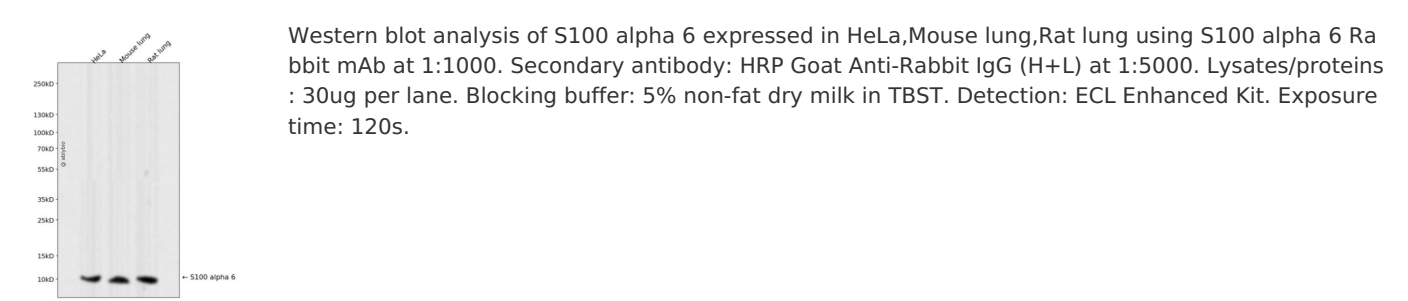 HeLa
Mouse lung
Rat lung
250kD
130kD
100kD
70kD
55kD
35kD
25kD
15kD
10kD
@ abybio
← S100 alpha 6
Western blot analysis of S100 alpha 6 expressed in HeLa,Mouse lung,Rat lung using S100 alpha 6 Ra
bbit mAb at 1:1000. Secondary antibody: HRP Goat Anti-Rabbit IgG (H+L) at 1:5000. Lysates/proteins
: 30ug per lane. Blocking buffer: 5% non-fat dry milk in TBST. Detection: ECL Enhanced Kit. Exposure
time: 120s.